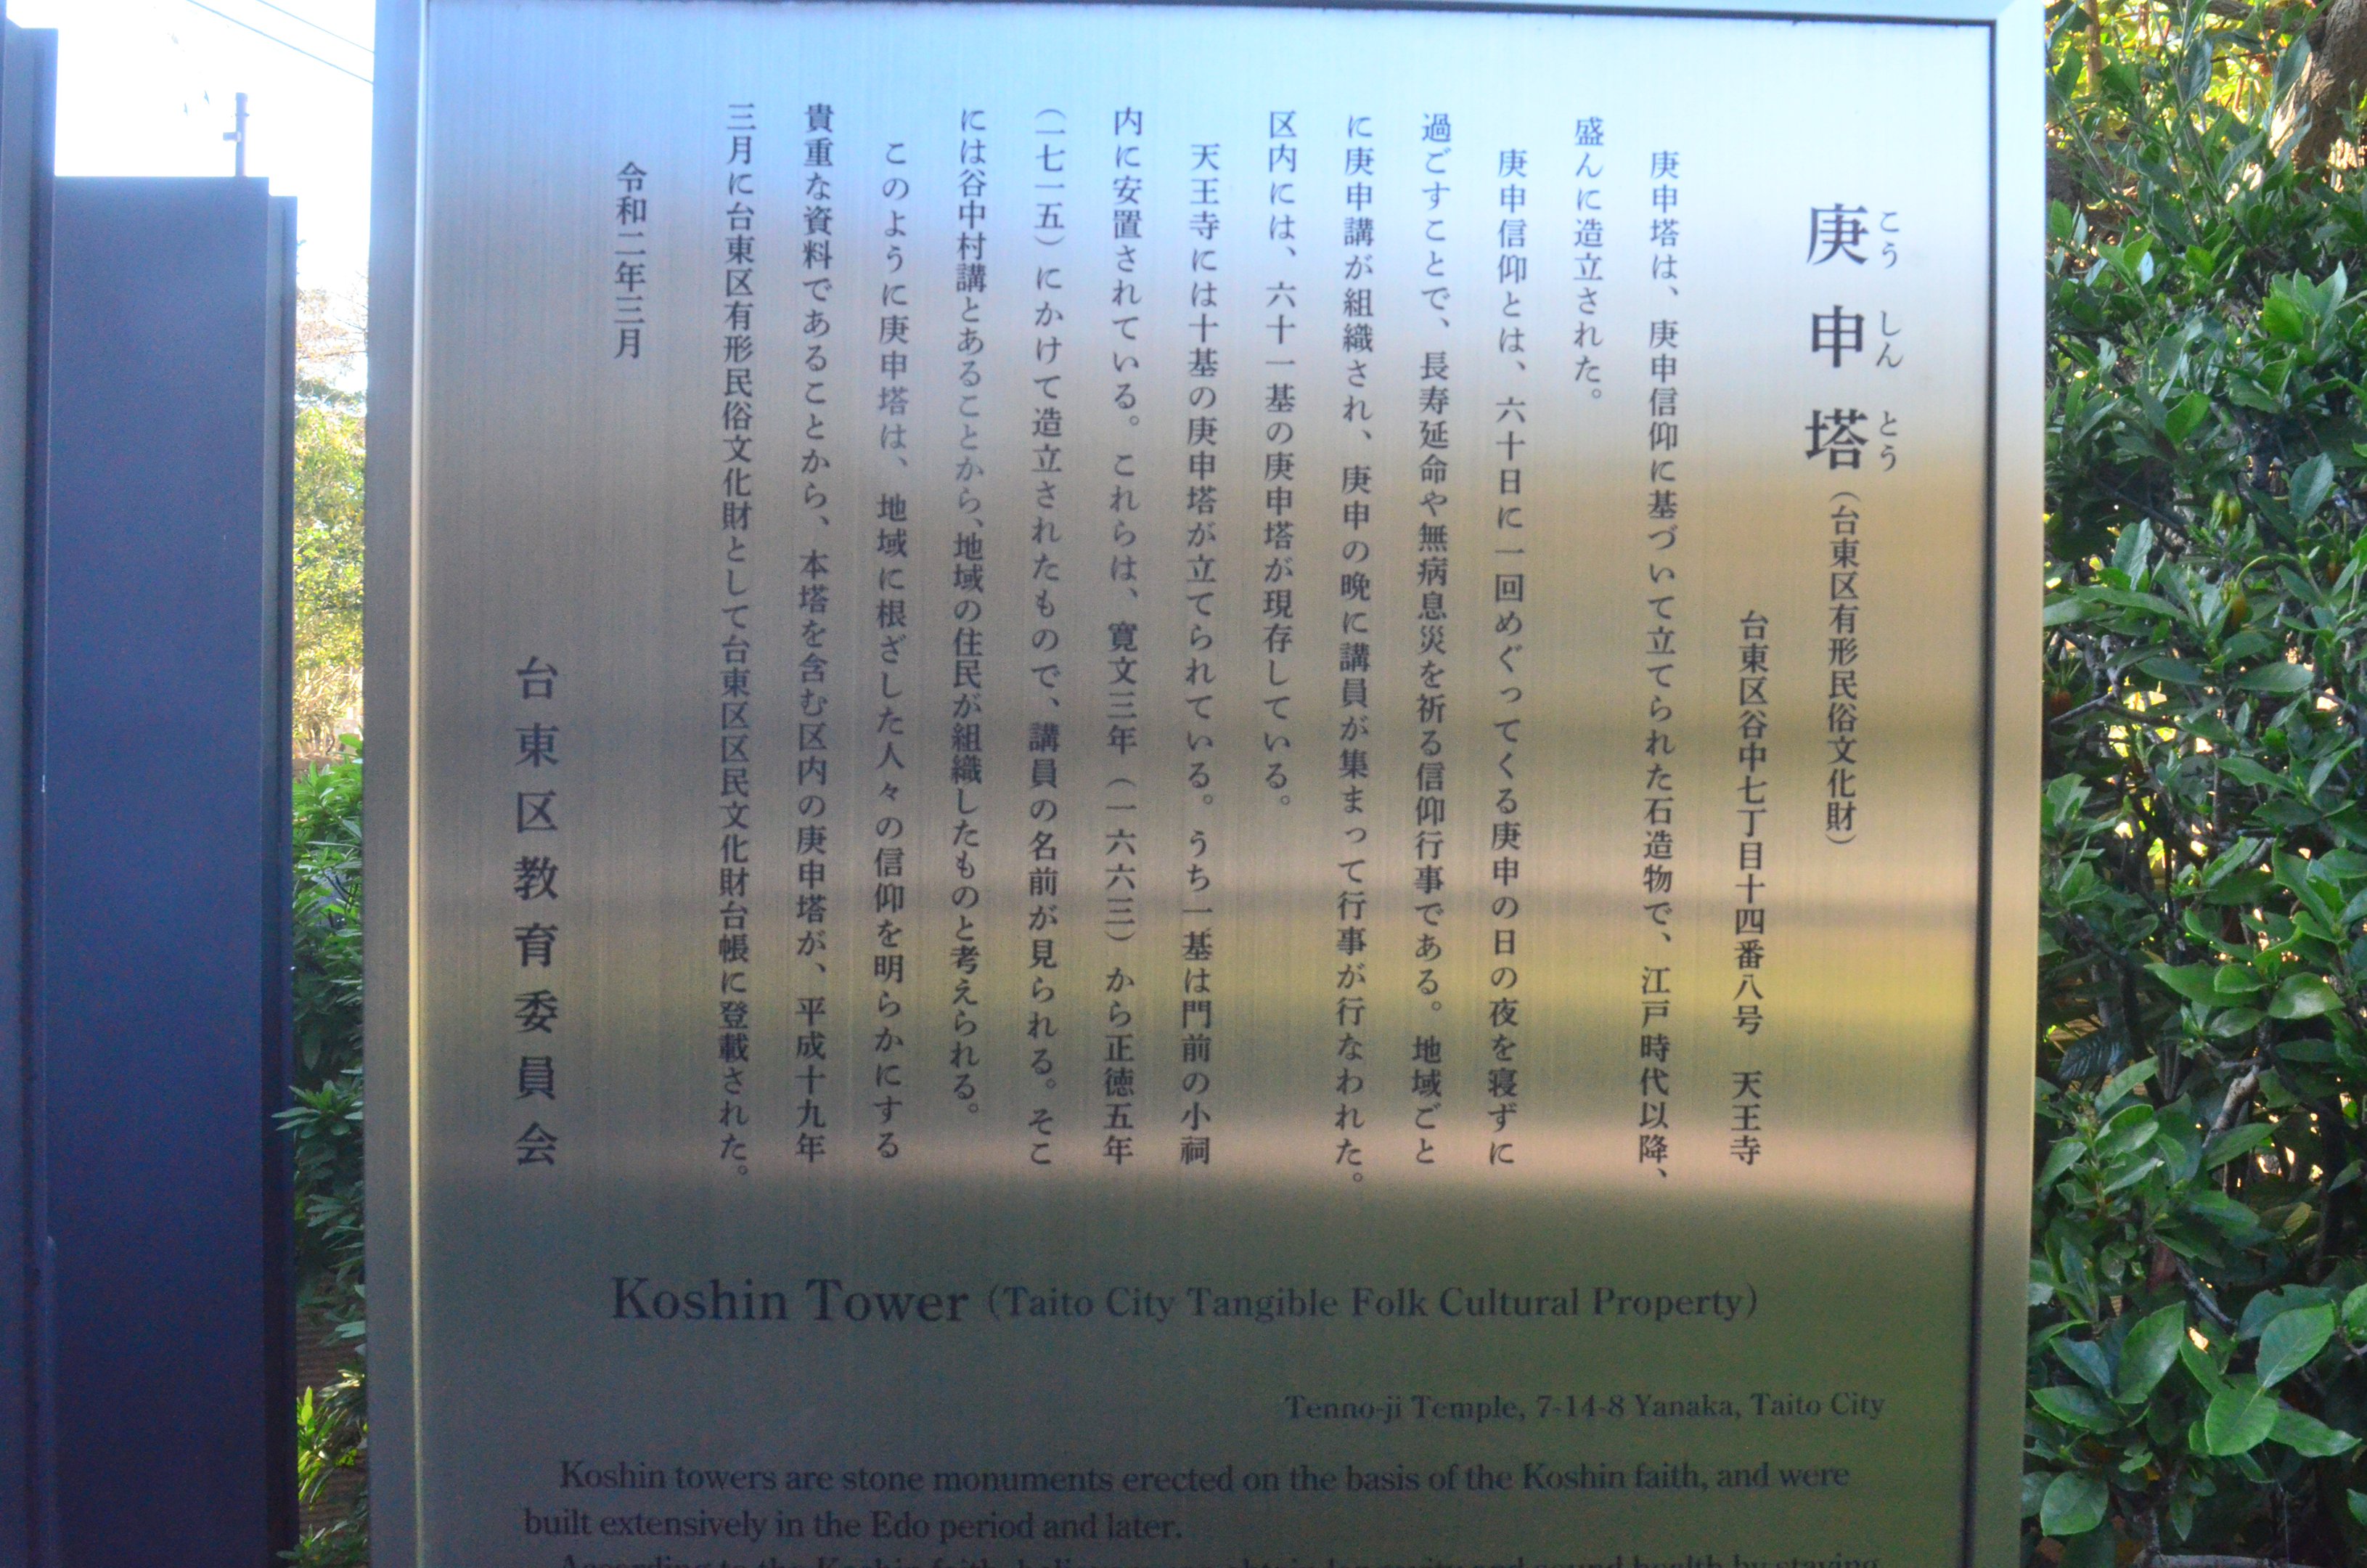 庚申塔（台東区有形民俗文化財）
こうしんとう
台東区谷中七丁目十四番八号　天王寺
庚申塔は、庚申信仰に基づいて立てられた石造物で、江戸時代以降、
盛んに造立された。
庚申信仰とは、六十日に一回めぐってくる庚申の日の夜を寝ずに
過ごすことで、長寿延命や無病息災を祈る信仰行事である。地域ごと
に庚申講が組織され、庚申の晩に講員が集まって行事が行なわれた。
区内には、六十一基の庚申塔が現存している。
天王寺には十基の庚申塔が立てられている。うち一基は門前の小祠
内に安置されている。これらは、寛文三年（一六六三）から正徳五年
（一七一五）にかけて造立されたもので、講員の名前が見られる。そこ
には谷中村講とあることから、地域の住民が組織したものと考えられる。
このように庚申塔は、地域に根ざした人々の信仰を明らかにする
貴重な資料であることから、本塔を含む区内の庚申塔が、平成十九年
三月に台東区有形民俗文化財として台東区区民文化財台帳に登載された。
令和二年三月
台東区教育委員会
Koshin Tower (Taito City Tangible Folk Cultural Property)
Tenno-ji Temple, 7-14-8 Yanaka, Taito City
Koshin towers are stone monuments erected on the basis of the Koshin faith, and were
built extensively in the Edo period and later.
According to the Koshin faith, believers